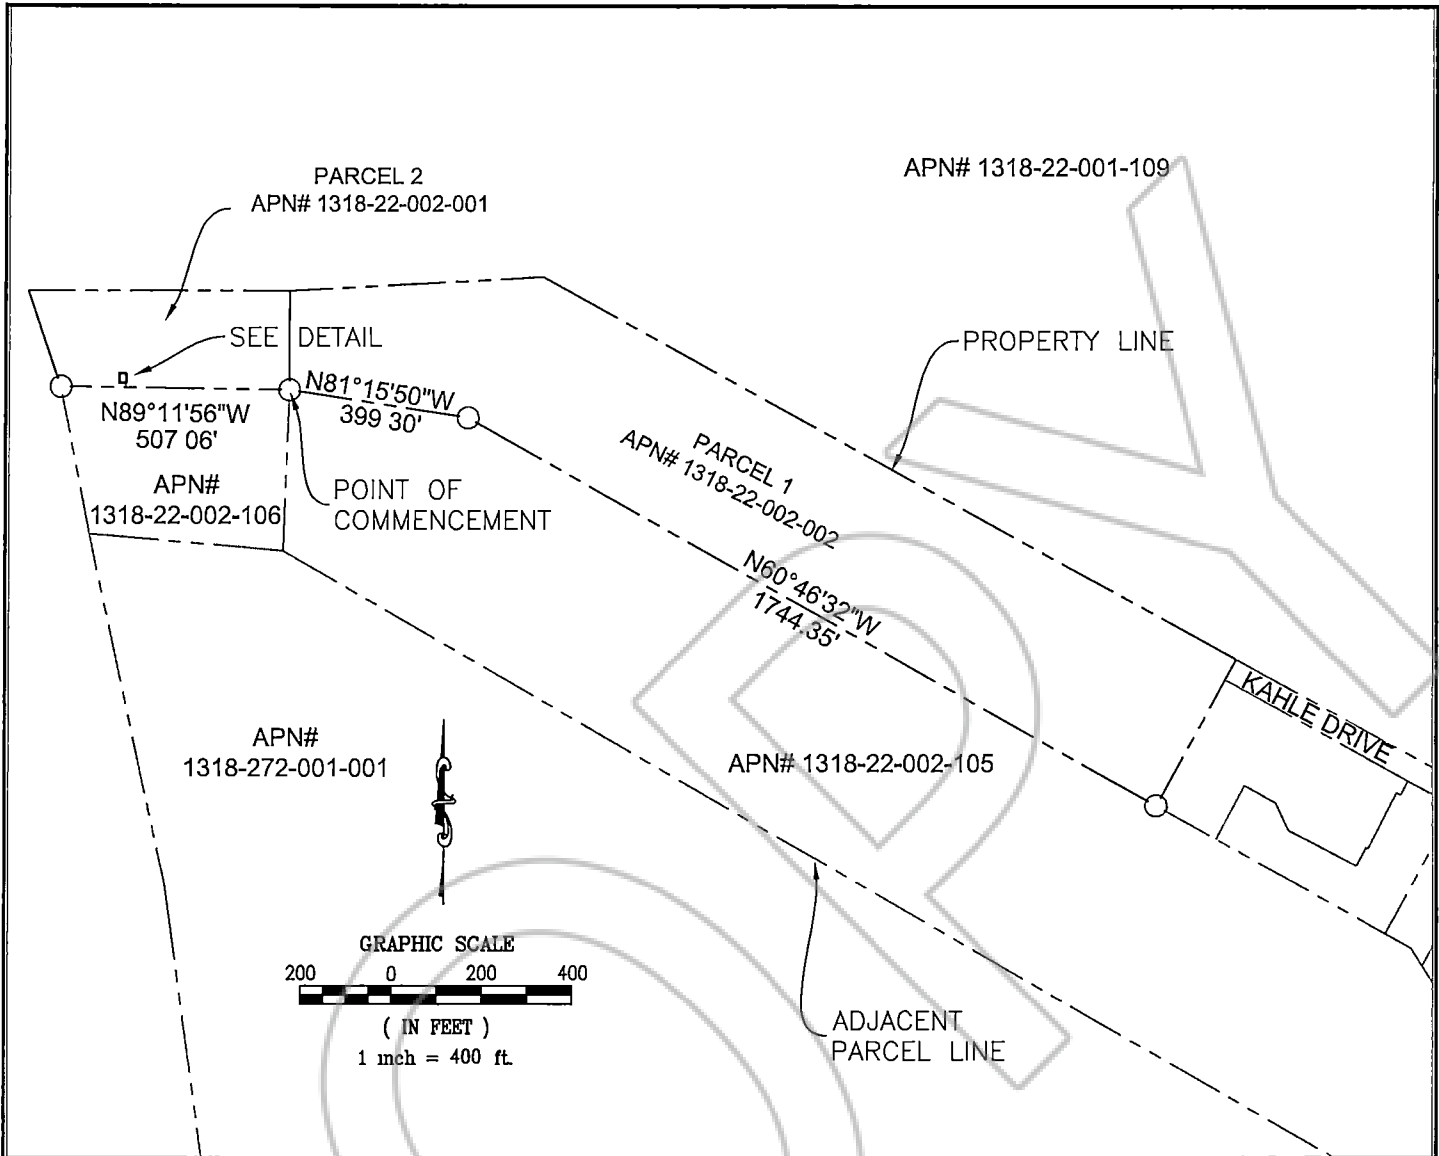 PARCEL 2
APN# 1318-22-002-001
APN# 1318-22-001-109
SEE DETAIL
PROPERTY LINE
N81°15'50"W
399 30'
N89°11'56"W
507 06'
PARCEL 1
APN# 1318-22-002-002
APN#
1318-22-002-106
POINT OF
COMMENCEMENT
N60°46'32"W
1744.35'
KAHLE DRIVE
APN#
1318-272-001-001
APN# 1318-22-002-105
GRAPHIC SCALE
200 0 200 400
( IN FEET )
1 inch = 400 ft.
ADJACENT
PARCEL LINE